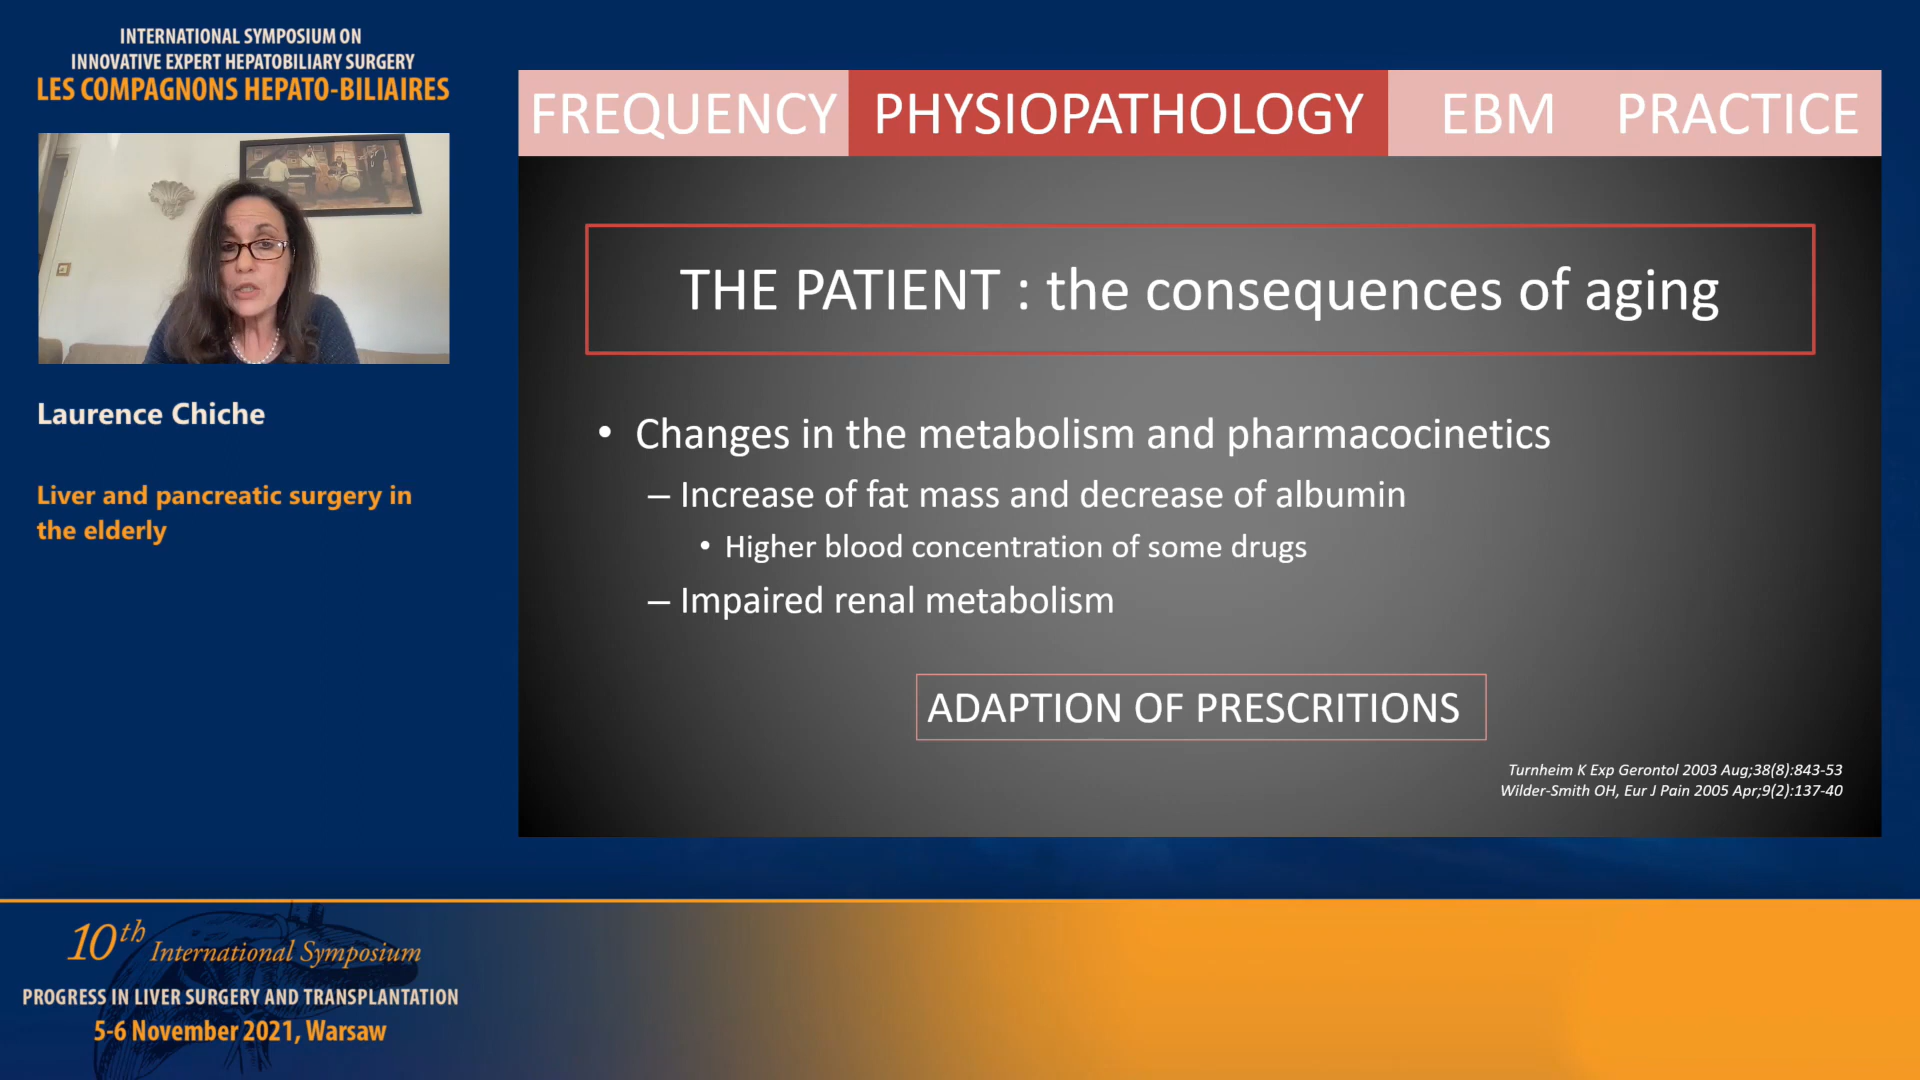 INTERNATIONAL SYMPOSIUM ON
INNOVATIVE EXPERT HEPATOBILIARY SURGERY
LES COMPAGNONS HEPATO-BILIAIRES
Laurence Chiche
Liver and pancreatic surgery in
the elderly
FREQUENCY PHYSIOPATHOLOGY EBM PRACTICE
THE PATIENT : the consequences of aging
• Changes in the metabolism and pharmacocinetics
– Increase of fat mass and decrease of albumin
• Higher blood concentration of some drugs
– Impaired renal metabolism
ADAPTION OF PRESCRITIONS
Turnheim K Exp Gerontol 2003 Aug;38(8):843-53
Wilder-Smith OH, Eur J Pain 2005 Apr;9(2):137-40
10th International Symposium
PROGRESS IN LIVER SURGERY AND TRANSPLANTATION
5-6 November 2021, Warsaw